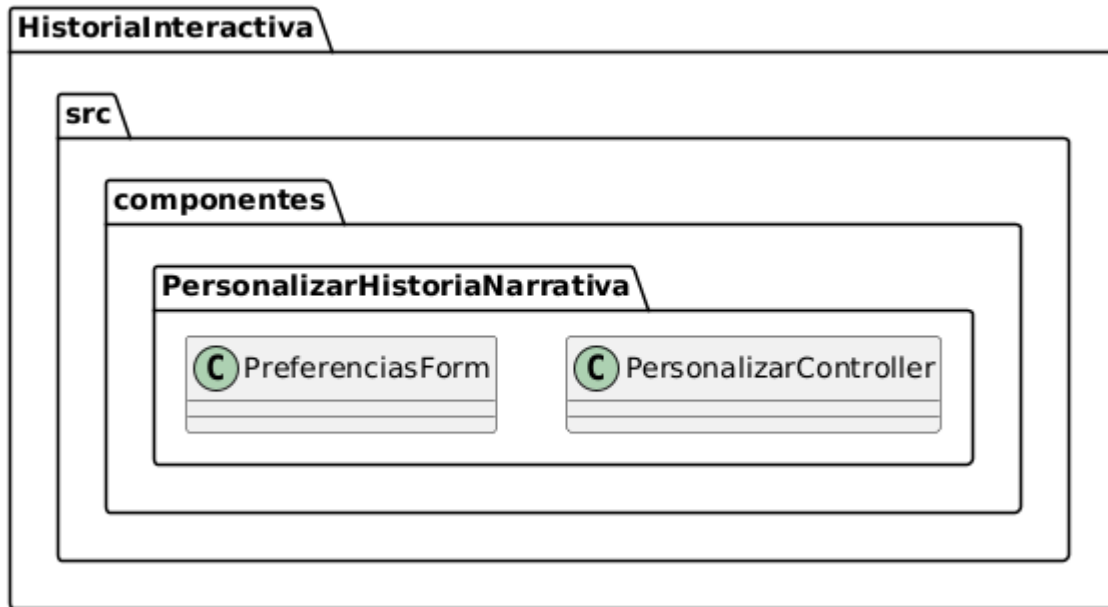 HistoriaInteractiva
src
componentes
PersonalizarHistoriaNarrativa
C PreferenciasForm
C PersonalizarController